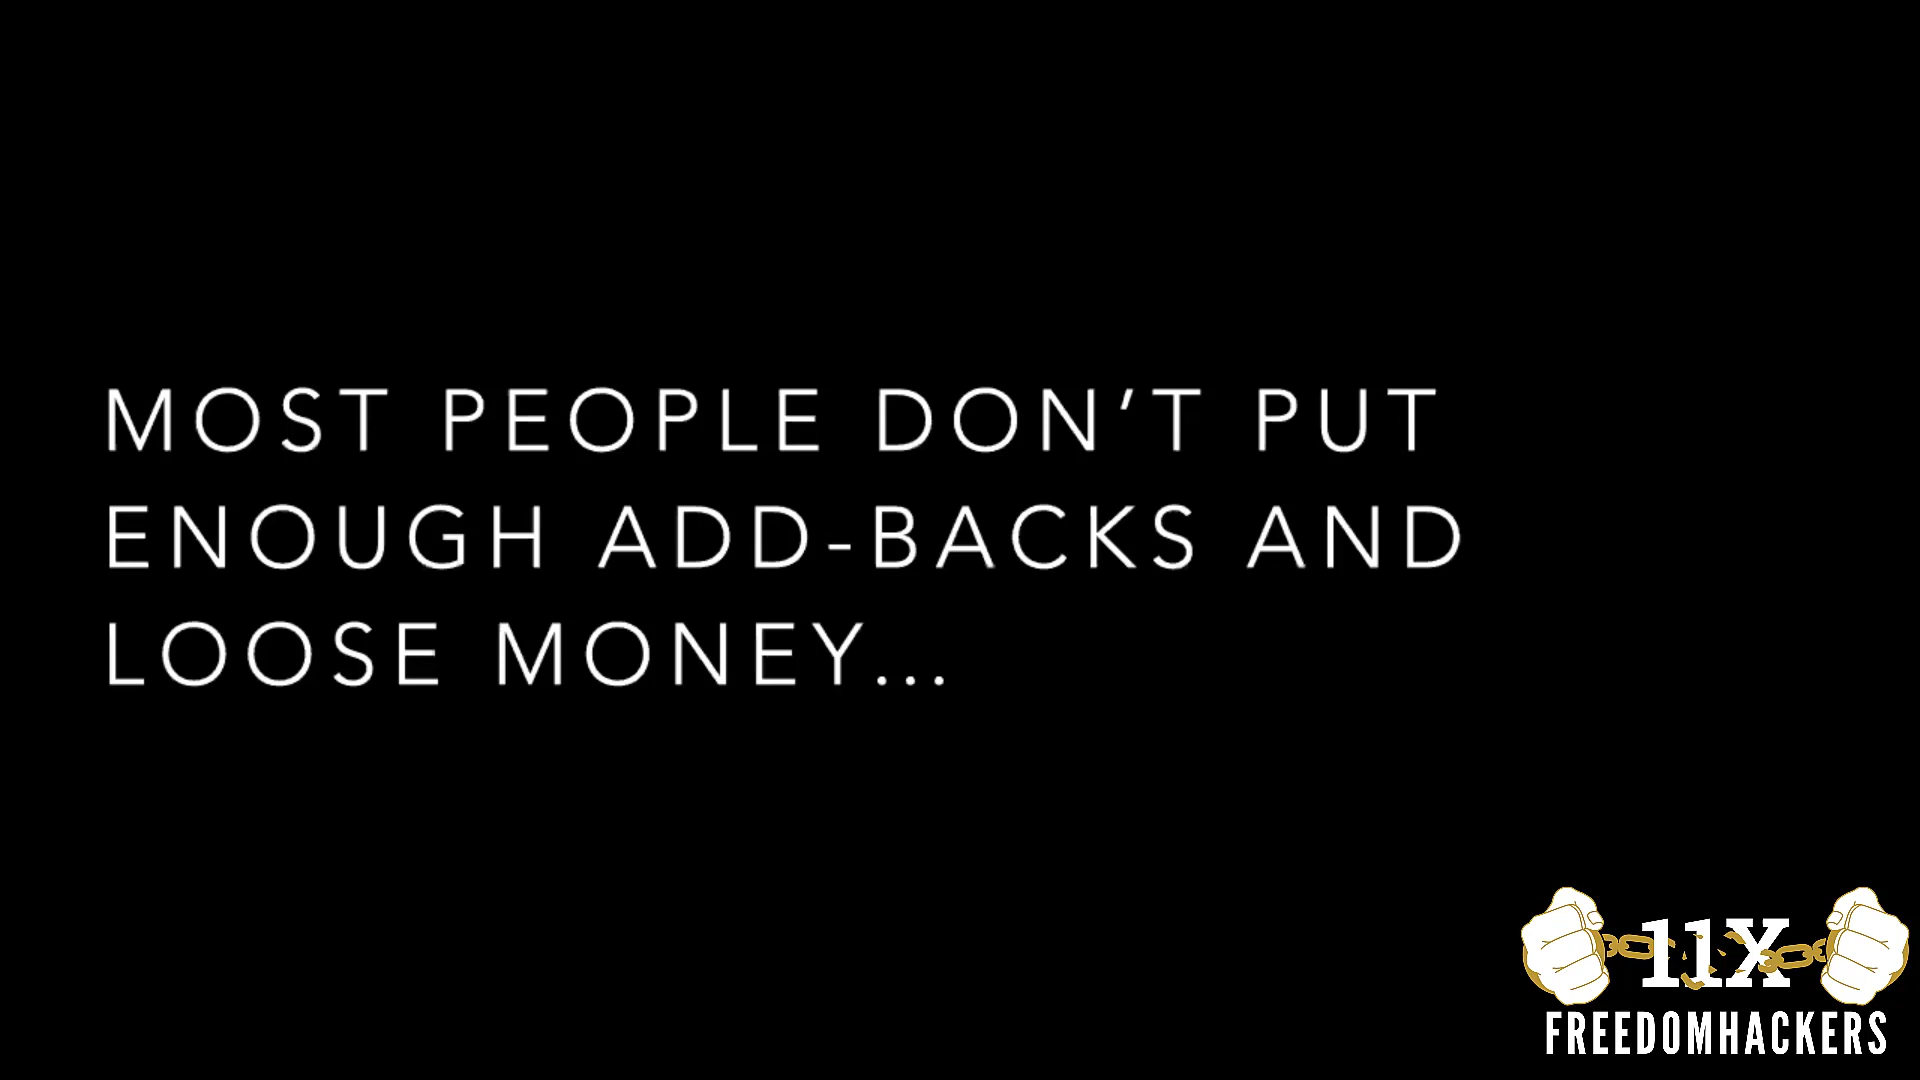 MOST PEOPLE DON’T PUT
ENOUGH ADD-BACKS AND
LOOSE MONEY...
11X
FREEDOMHACKERS